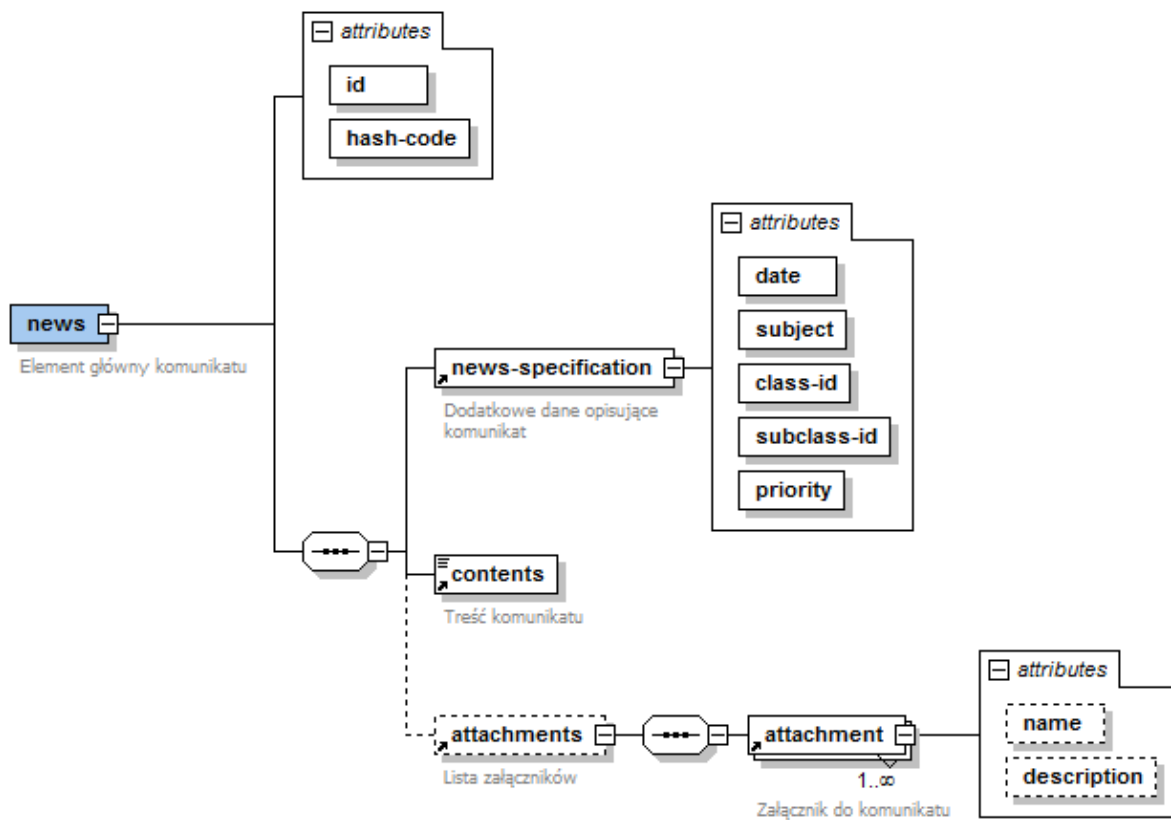 attributes
id
hash-code
attributes
date
subject
class-id
subclass-id
priority
news
Element główny komunikatu
news-specification
Dodatkowe dane opisujące
komunikat
contents
Treść komunikatu
attributes
name
description
attachments
Lista załączników
attachment
1..∞
Załącznik do komunikatu